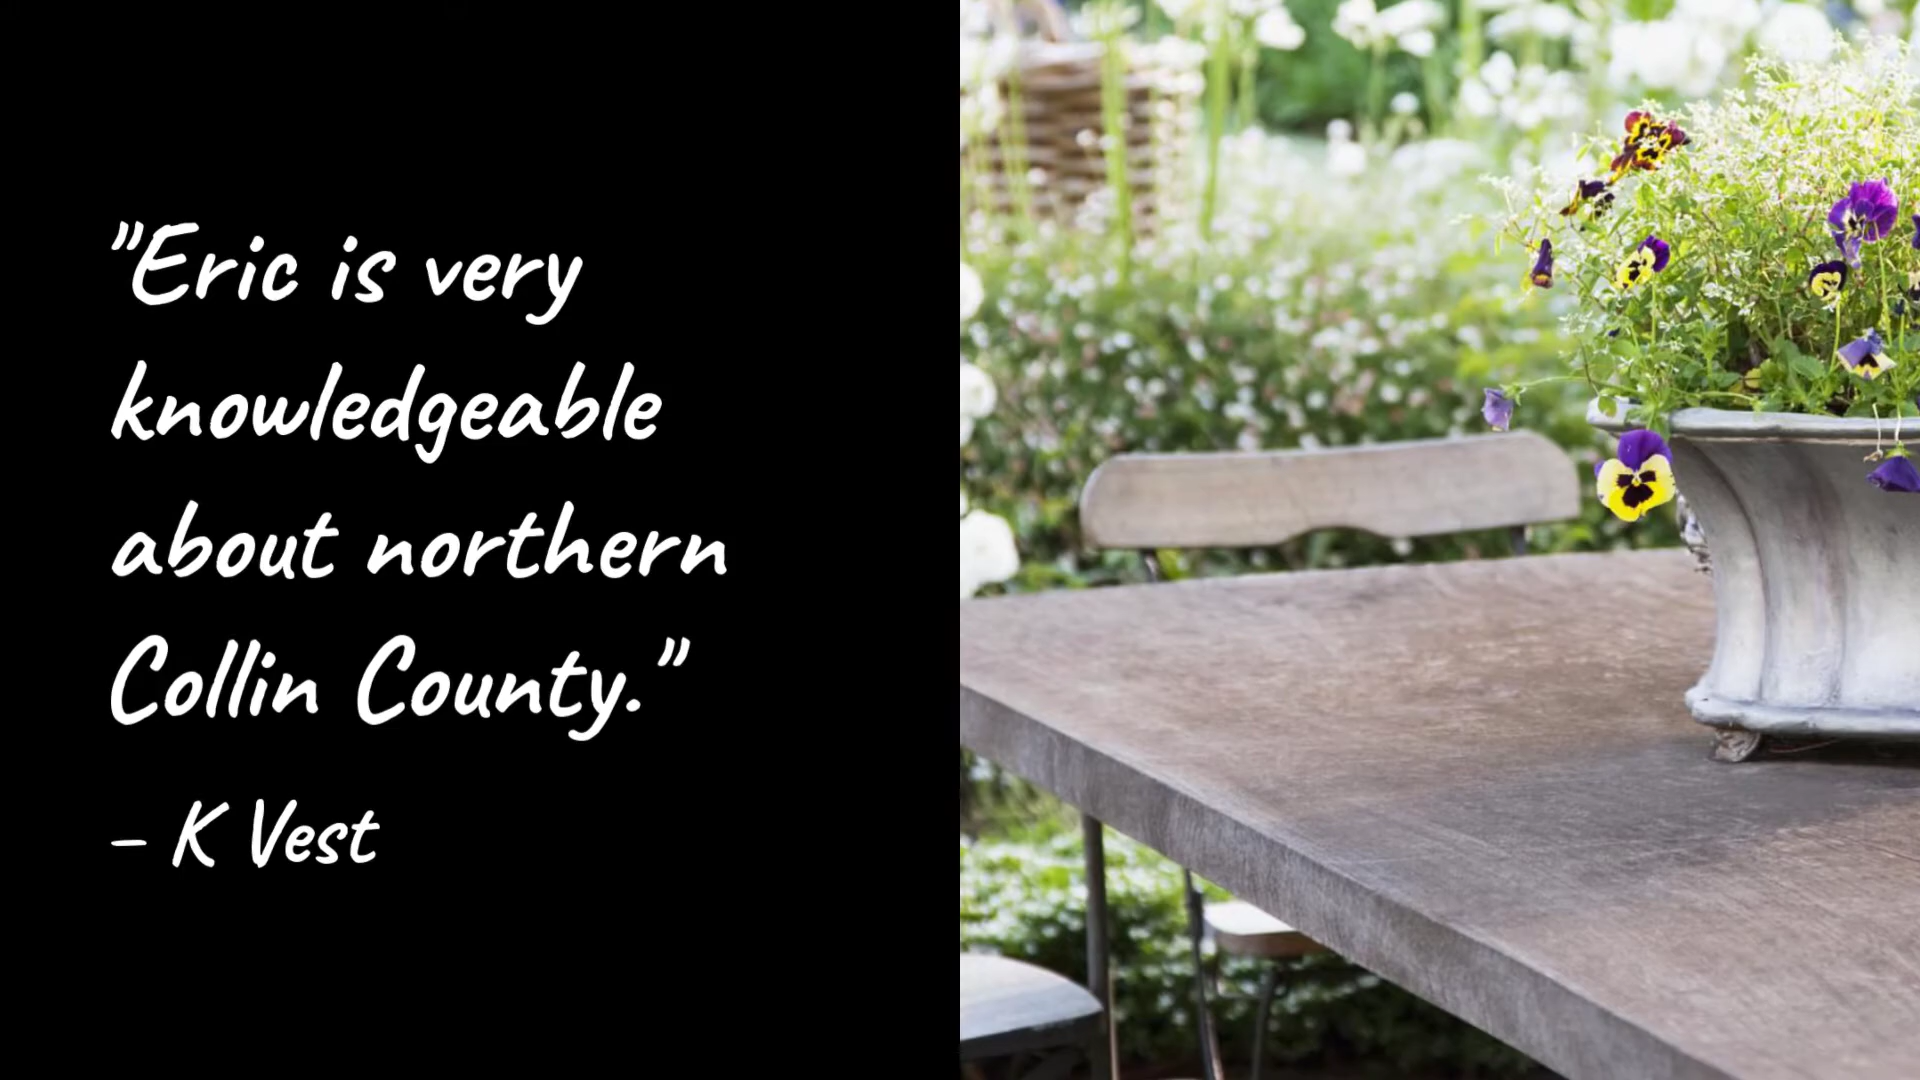 "Eric is very
knowledgeable
about northern
Collin County."
– K Vest